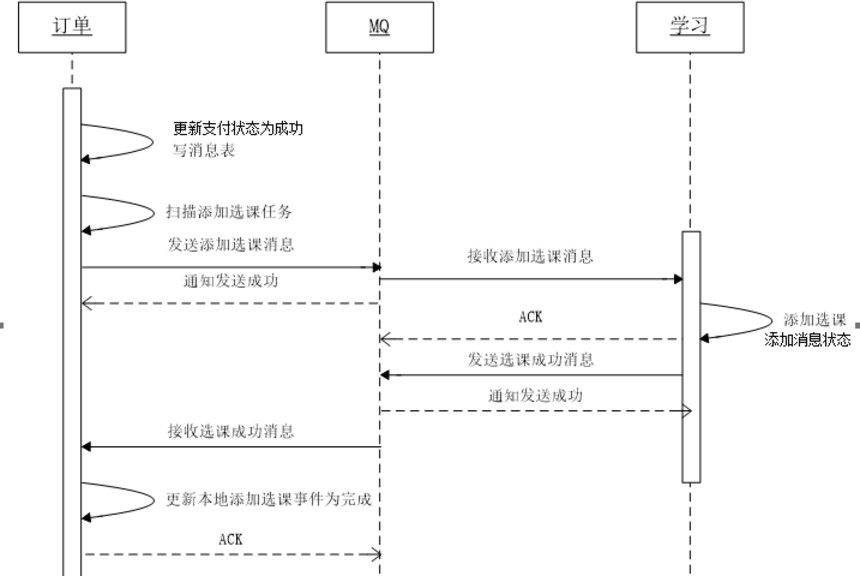 订单
MQ
学习
更新支付状态为成功
写消息表
扫描添加选课任务
发送添加选课消息
接收添加选课消息
通知发送成功
ACK
添加选课
添加消息状态
发送选课成功消息
通知发送成功
接收选课成功消息
更新本地添加选课事件为完成
ACK